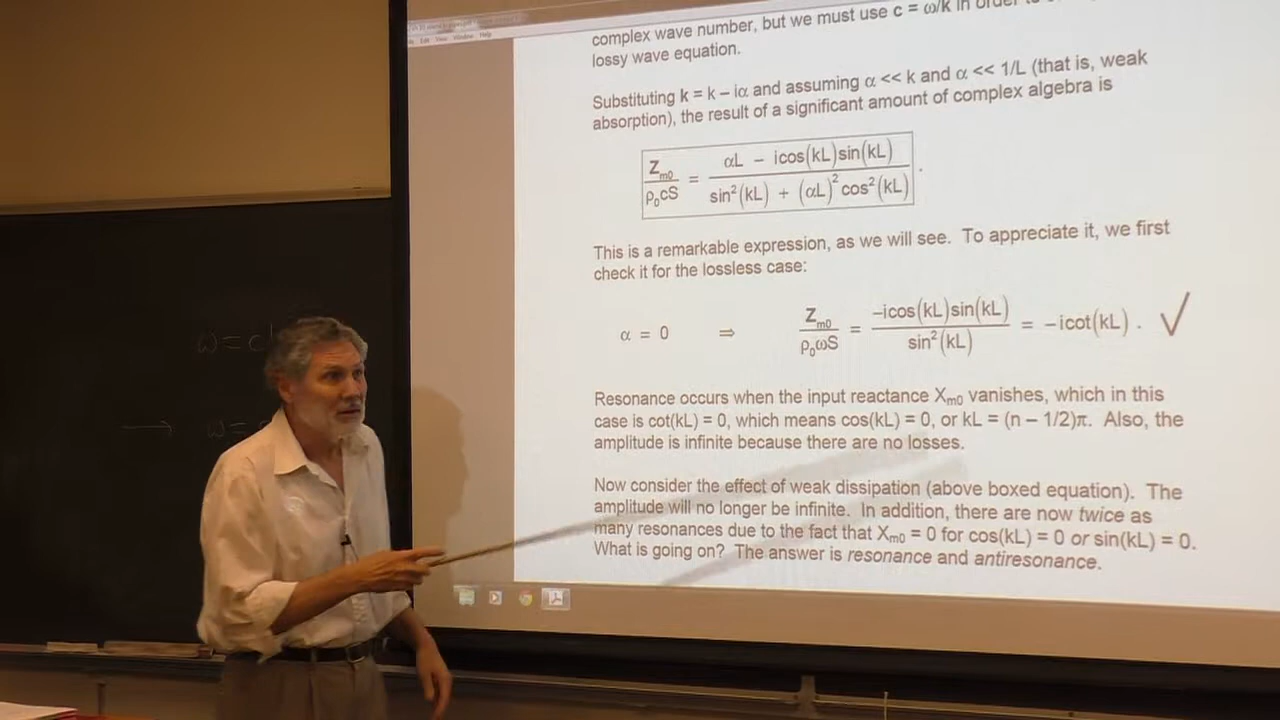 Edit View Window Help
complex wave number, but we must use c = ω/k in order to
lossy wave equation.
Substituting k = k – iα and assuming α << k and α << 1/L (that is, weak
absorption), the result of a significant amount of complex algebra is
Zm0/ρ₀cS = (αL – icos(kL)sin(kL))/(sin²(kL) + (αL)²cos²(kL)) .
This is a remarkable expression, as we will see. To appreciate it, we first
check it for the lossless case:
α = 0 ⇒ Zm0/ρ₀ωS = –icos(kL)sin(kL)/sin²(kL) = –icot(kL) . ✓
Resonance occurs when the input reactance Xm0 vanishes, which in this
case is cot(kL) = 0, which means cos(kL) = 0, or kL = (n – 1/2)π. Also, the
amplitude is infinite because there are no losses.
Now consider the effect of weak dissipation (above boxed equation). The
amplitude will no longer be infinite. In addition, there are now twice as
many resonances due to the fact that Xm0 = 0 for cos(kL) = 0 or sin(kL) = 0.
What is going on? The answer is resonance and antiresonance.
ω = c
→ ω =